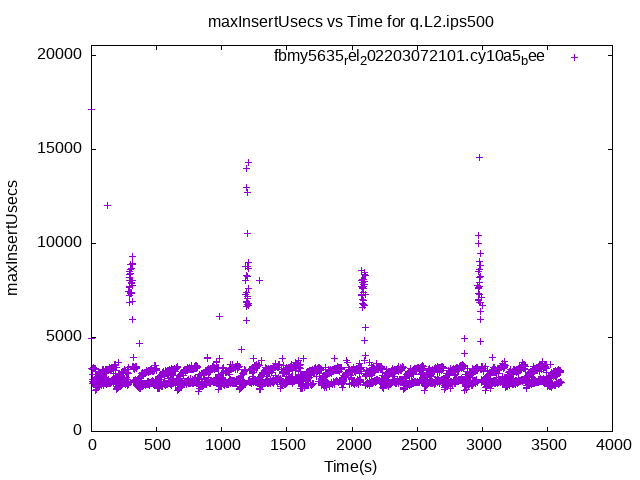 maxInsertUsecs vs Time for q.L2.ips500
fbmy5635rel202203072101.cy10a5bee
20000
15000
10000
5000
0
maxInsertUsecs
0 500 1000 1500 2000 2500 3000 3500 4000
Time(s)